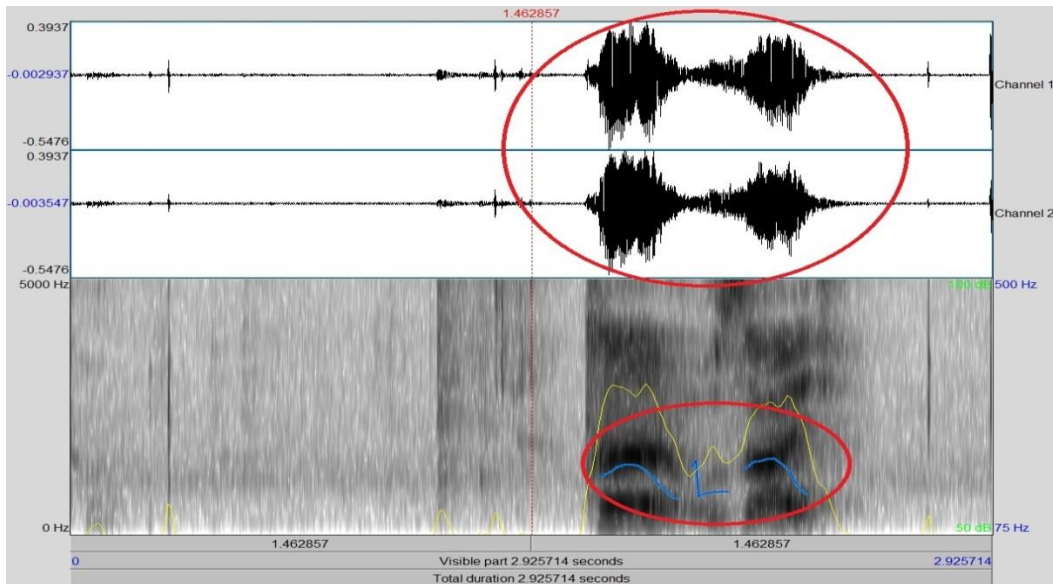 1.462857
0.3937
-0.002937
Channel 1
-0.5476
0.3937
-0.003547
Channel 2
-0.5476
5000 Hz
100 dB
500 Hz
0 Hz
50 dB
75 Hz
1.462857
1.462857
0
Visible part 2.925714 seconds
2.925714
Total duration 2.925714 seconds